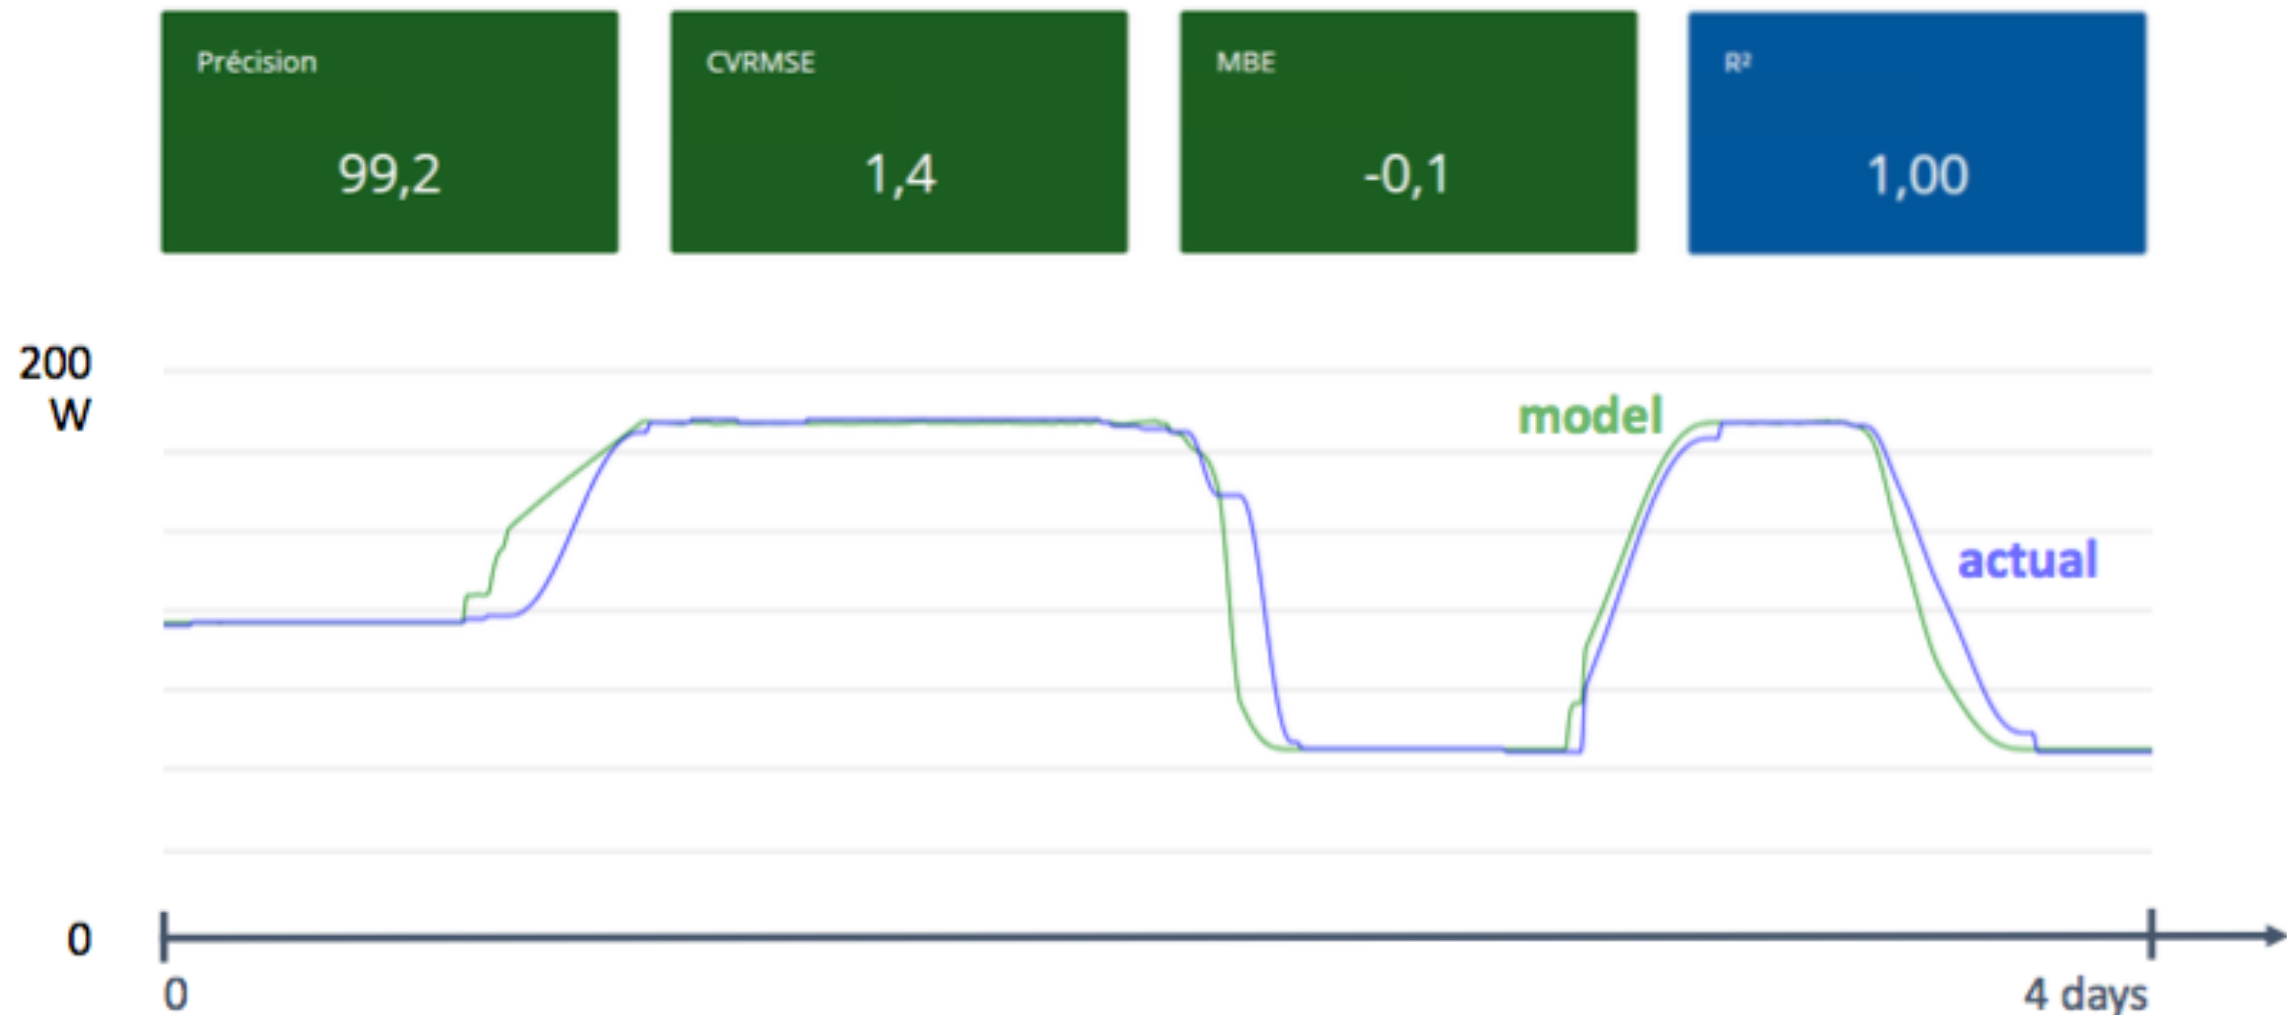 Précision
CVRMSE
MBE
R²
99,2
1,4
-0,1
1,00
200
W
model
actual
0
0
4 days